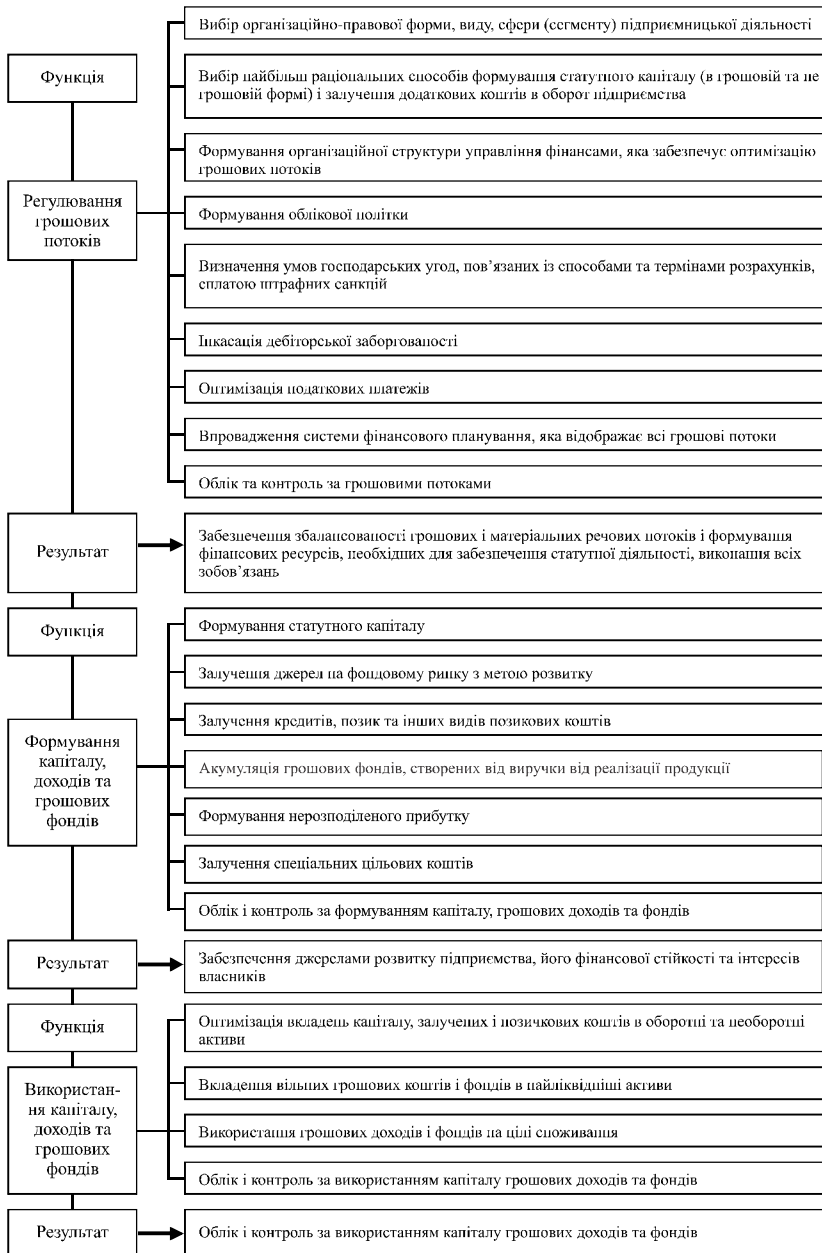 Вибір організаційно-правової форми, виду, сфери (сегменту) підприємницької діяльності
Функція
Вибір найбільш раціональних способів формування статутного капіталу (в грошовій та не
грошовій формі) і залучення додаткових коштів в оборот підприємства
Формування організаційної структури управління фінансами, яка забезпечує оптимізацію
грошових потоків
Регулювання
грошових
потоків
Формування облікової політки
Визначення умов господарських угод, пов’язаних із способами та термінами розрахунків,
сплатою штрафних санкцій
Інкасація дебіторської заборгованості
Оптимізація податкових платежів
Впровадження системи фінансового планування, яка відображає всі грошові потоки
Облік та контроль за грошовими потоками
Результат
Забезпечення збалансованості грошових і матеріальних речових потоків і формування
фінансових ресурсів, необхідних для забезпечення статутної діяльності, виконання всіх
зобов’язань
Функція
Формування статутного капіталу
Залучення джерел на фондовому ринку з метою розвитку
Залучення кредитів, позик та інших видів позикових коштів
Формування
капіталу,
доходів та
грошових
фондів
Акумуляція грошових фондів, створених від виручки від реалізації продукції
Формування нерозподіленого прибутку
Залучення спеціальних цільових коштів
Облік і контроль за формуванням капіталу, грошових доходів та фондів
Результат
Забезпечення джерелами розвитку підприємства, його фінансової стійкості та інтересів
власників
Функція
Оптимізація вкладень капіталу, залучених і позичкових коштів в оборотні та необоротні
активи
Використан-
ня капіталу,
доходів та
грошових
фондів
Вкладення вільних грошових коштів і фондів в найліквідніші активи
Використання грошових доходів і фондів на цілі споживання
Облік і контроль за використанням капіталу грошових доходів та фондів
Результат
Облік і контроль за використанням капіталу грошових доходів та фондів